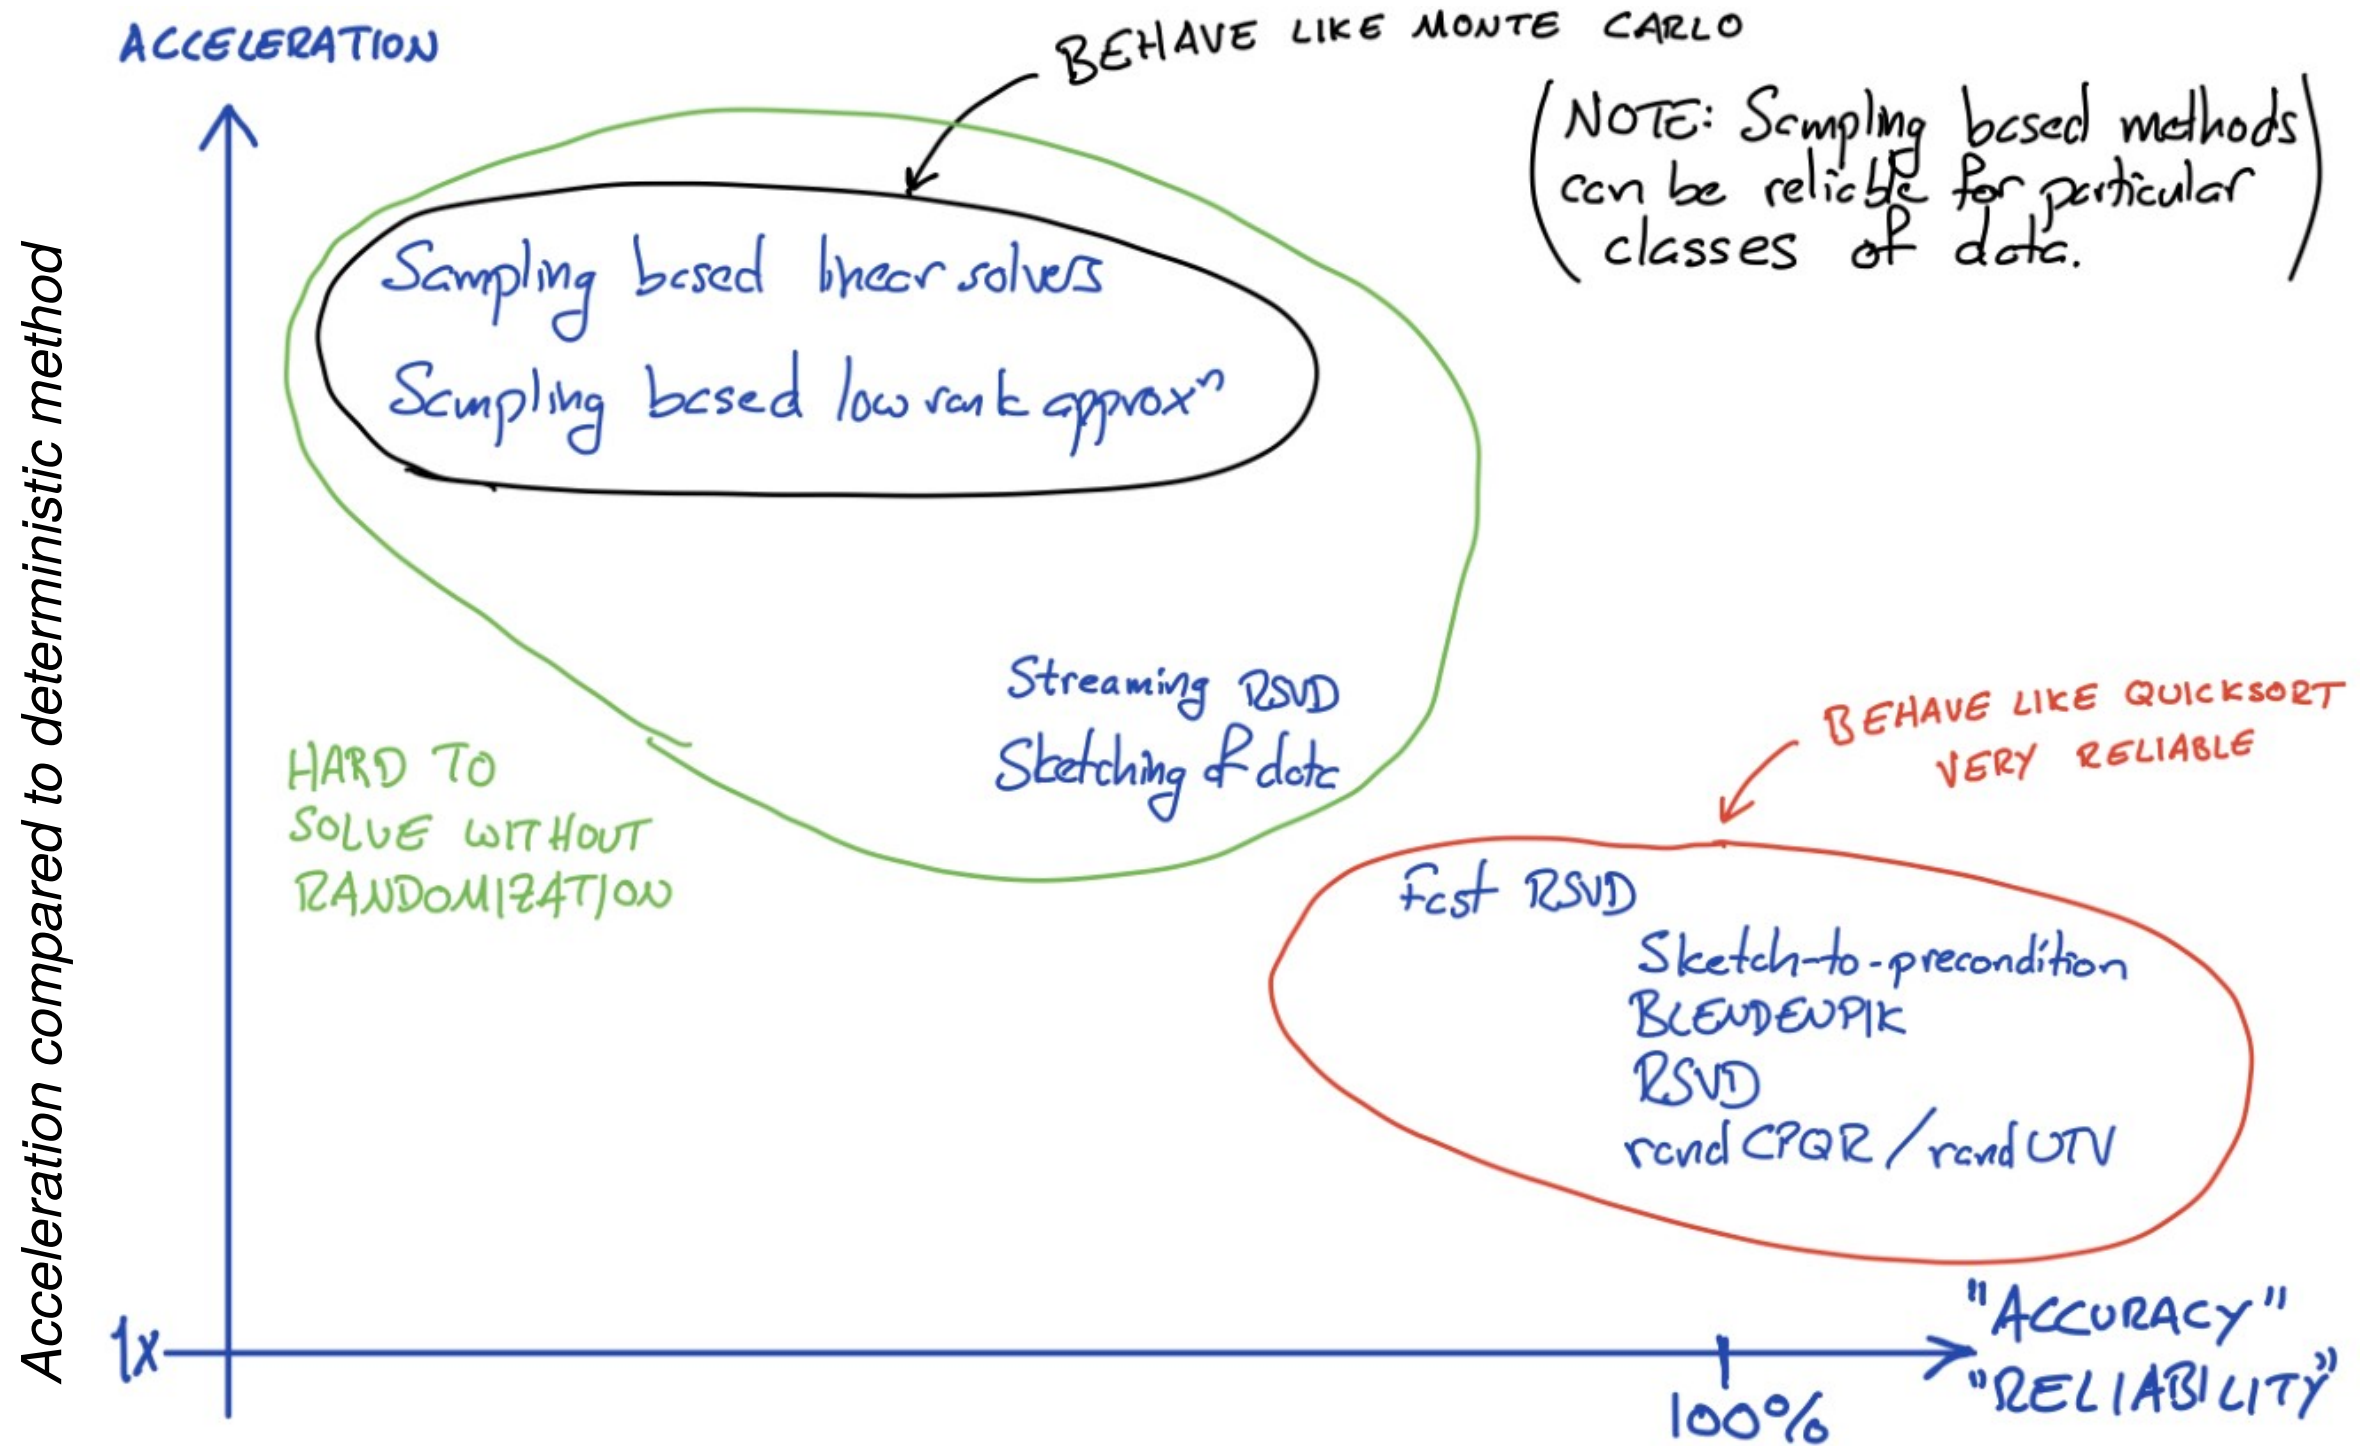 ACCELERATION
BEHAVE LIKE MONTE CARLO
(NOTE: Sampling based methods
can be reliable for particular
classes of data.)
Acceleration compared to deterministic method
Sampling based linear solvers
Sampling based low rank approxⁿ
Streaming RSVD
Sketching of data
HARD TO
SOLVE WITHOUT
RANDOMIZATION
BEHAVE LIKE QUICKSORT
VERY RELIABLE
Fast RSVD
Sketch-to-precondition
BLENDENPIK
RSVD
rand CPQR / rand UTV
1x
100%
"ACCURACY"
"RELIABILITY"